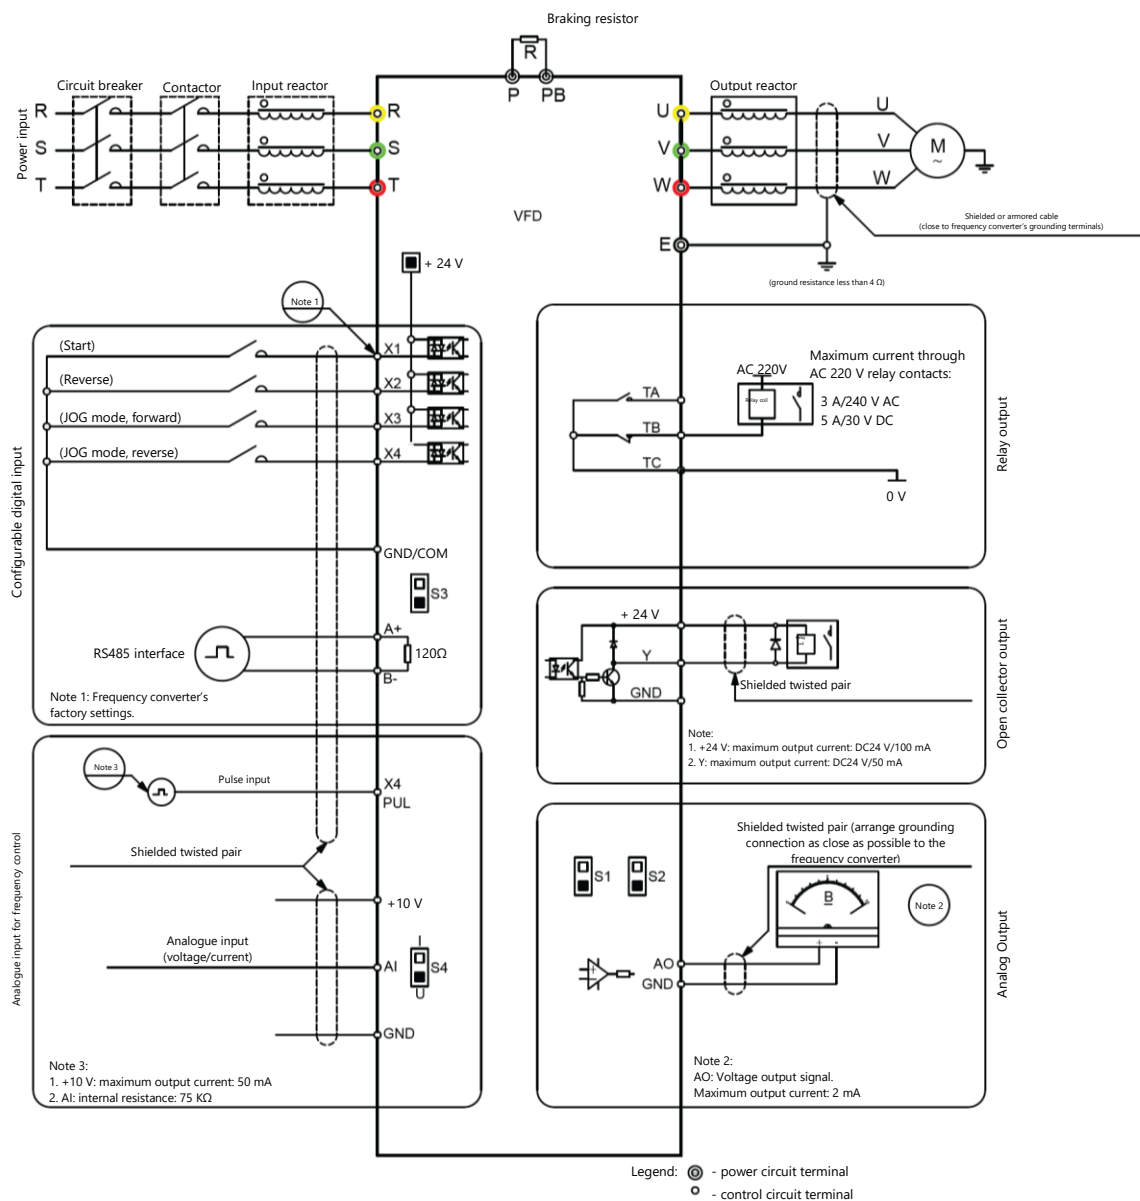 Braking resistor
R
P
PB
Circuit breaker
Contactor
Input reactor
Output reactor
Power input
R
S
T
R
S
T
U
V
W
U
V
W
M
~
VFD
E
Shielded or armored cable
(close to frequency converter's grounding terminals)
(ground resistance less than 4 Ω)
+ 24 V
Note 1
Configurable digital input
(Start)
X1
(Reverse)
X2
(JOG mode, forward)
X3
(JOG mode, reverse)
X4
GND/COM
S3
RS485 interface
A+
120Ω
B-
Note 1: Frequency converter's
factory settings.
Relay output
TA
TB
TC
AC 220V
Relay coil
Maximum current through
AC 220 V relay contacts:
3 A/240 V AC
5 A/30 V DC
0 V
Open collector output
+ 24 V
Y
GND
Shielded twisted pair
Note:
1. +24 V: maximum output current: DC24 V/100 mA
2. Y: maximum output current: DC24 V/50 mA
Analogue input for frequency control
Note 3
Pulse input
X4
PUL
Shielded twisted pair
+10 V
Analogue input
(voltage/current)
AI
I
S4
U
GND
Note 3:
1. +10 V: maximum output current: 50 mA
2. AI: internal resistance: 75 KΩ
Analog Output
Shielded twisted pair (arrange grounding
connection as close as possible to the
frequency converter)
S1
S2
B
Note 2
+ -
AO
GND
Note 2:
AO: Voltage output signal.
Maximum output current: 2 mA
Legend:
- power circuit terminal
- control circuit terminal